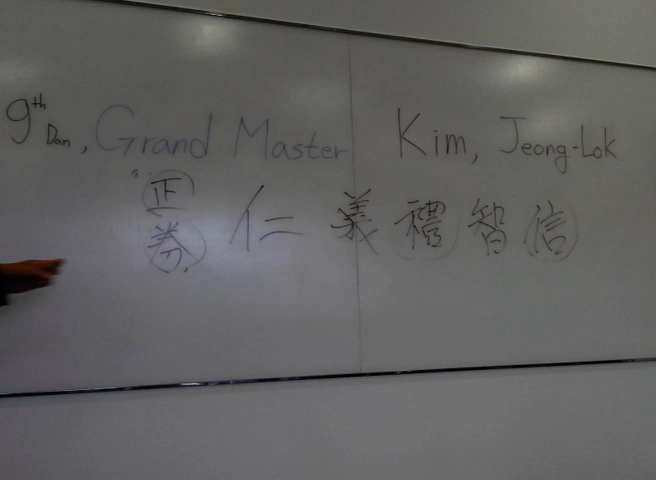 9th Dan, Grand Master Kim, Jeong-Lok
正
券 仁 義 禮 智 信